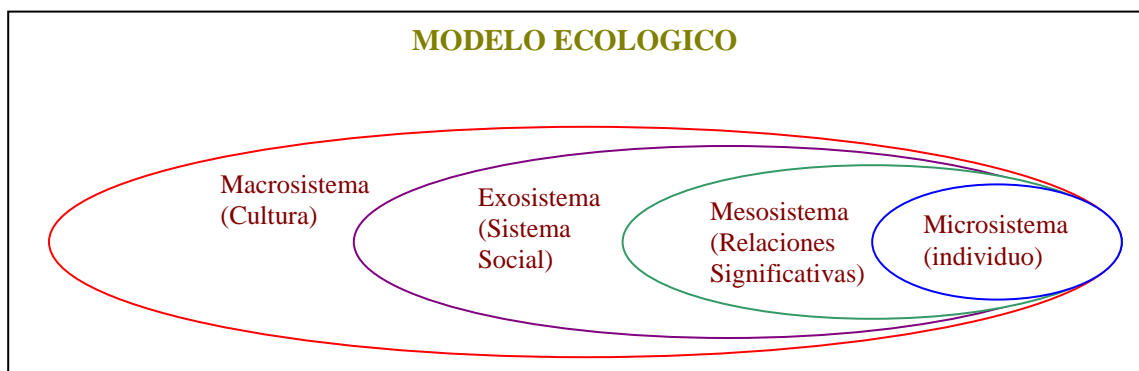 MODELO ECOLOGICO
Macrosistema
(Cultura)
Exosistema
(Sistema
Social)
Mesosistema
(Relaciones
Significativas)
Microsistema
(individuo)